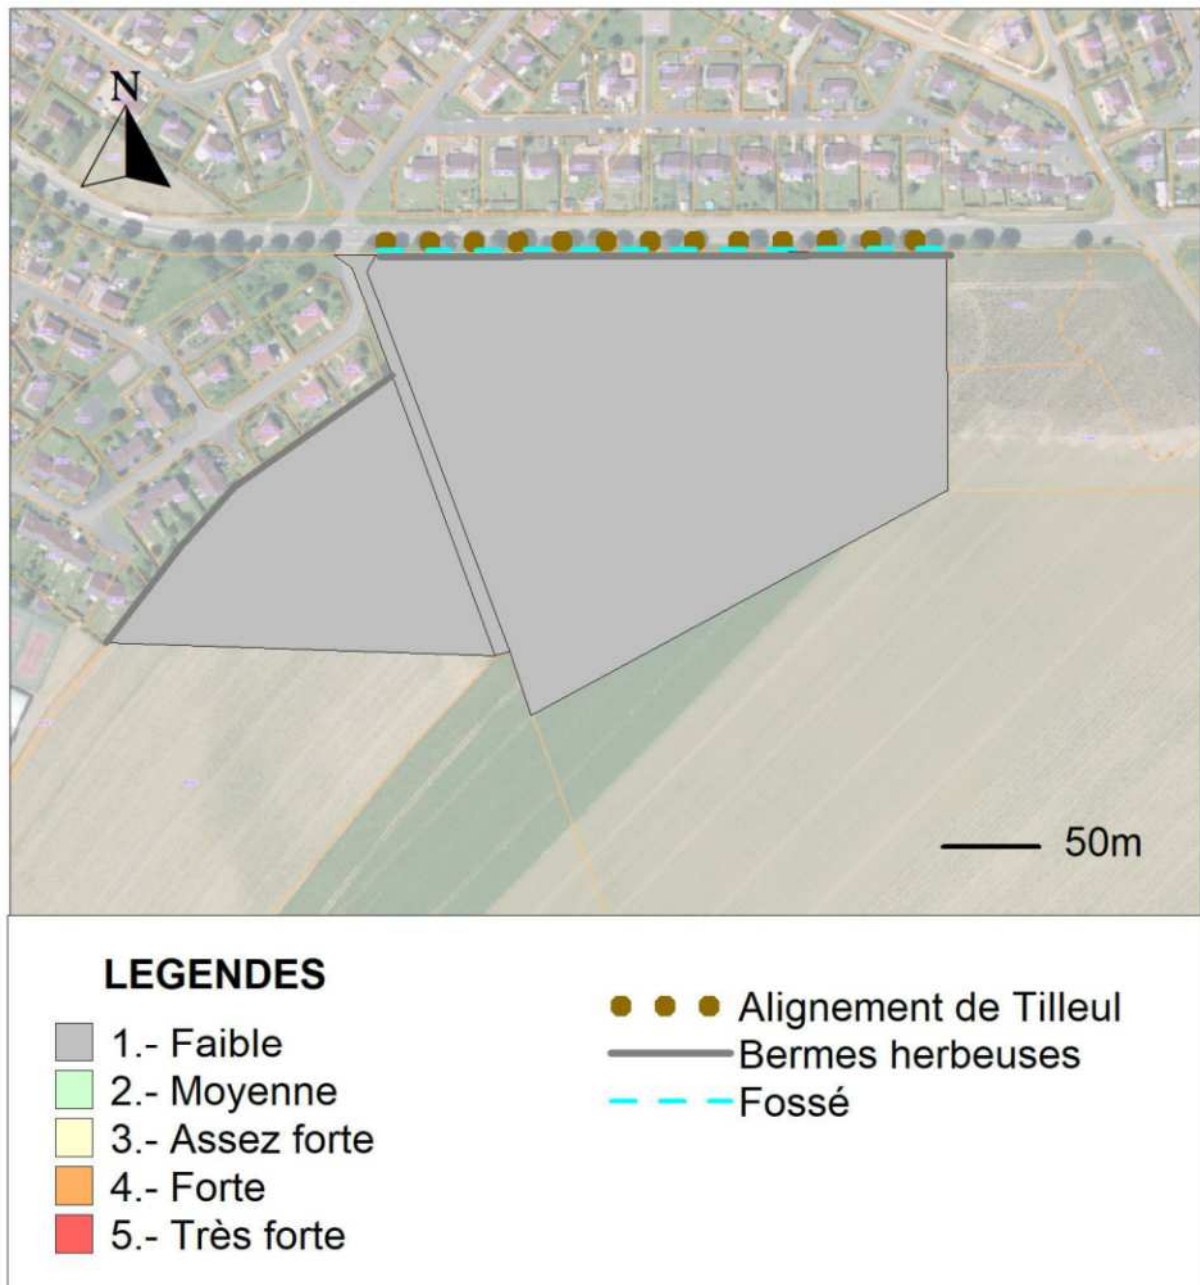 N
50m
LEGENDES
1.- Faible
2.- Moyenne
3.- Assez forte
4.- Forte
5.- Très forte
Alignement de Tilleul
Bermes herbeuses
Fossé